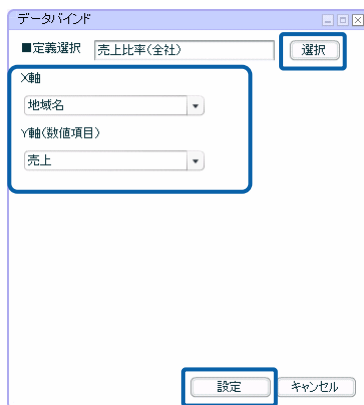 データバインド
■定義選択 売上比率(全社) 選択
X軸
地域名
Y軸(数値項目)
売上
設定 キャンセル